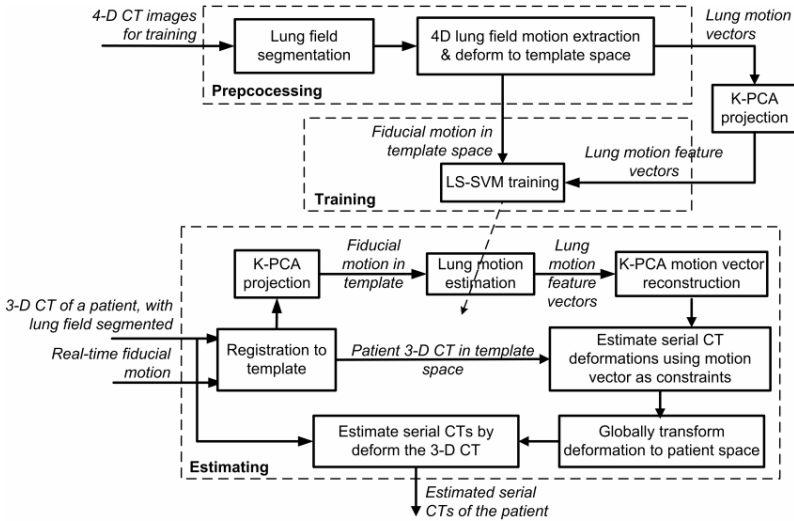 4-D CT images
for training
Lung field
segmentation
4D lung field motion extraction
& deform to template space
Lung motion
vectors
Prepcocessing
K-PCA
projection
Fiducial motion in
template space
Lung motion feature
vectors
LS-SVM training
Training
K-PCA
projection
Fiducial
motion in
template
Lung motion
estimation
Lung
motion
feature
vectors
K-PCA motion vector
reconstruction
3-D CT of a patient, with
lung field segmented
Real-time fiducial
motion
Registration to
template
Patient 3-D CT in template
space
Estimate serial CT
deformations using motion
vector as constraints
Estimate serial CTs by
deform the 3-D CT
Globally transform
deformation to patient space
Estimating
Estimated serial
CTs of the patient